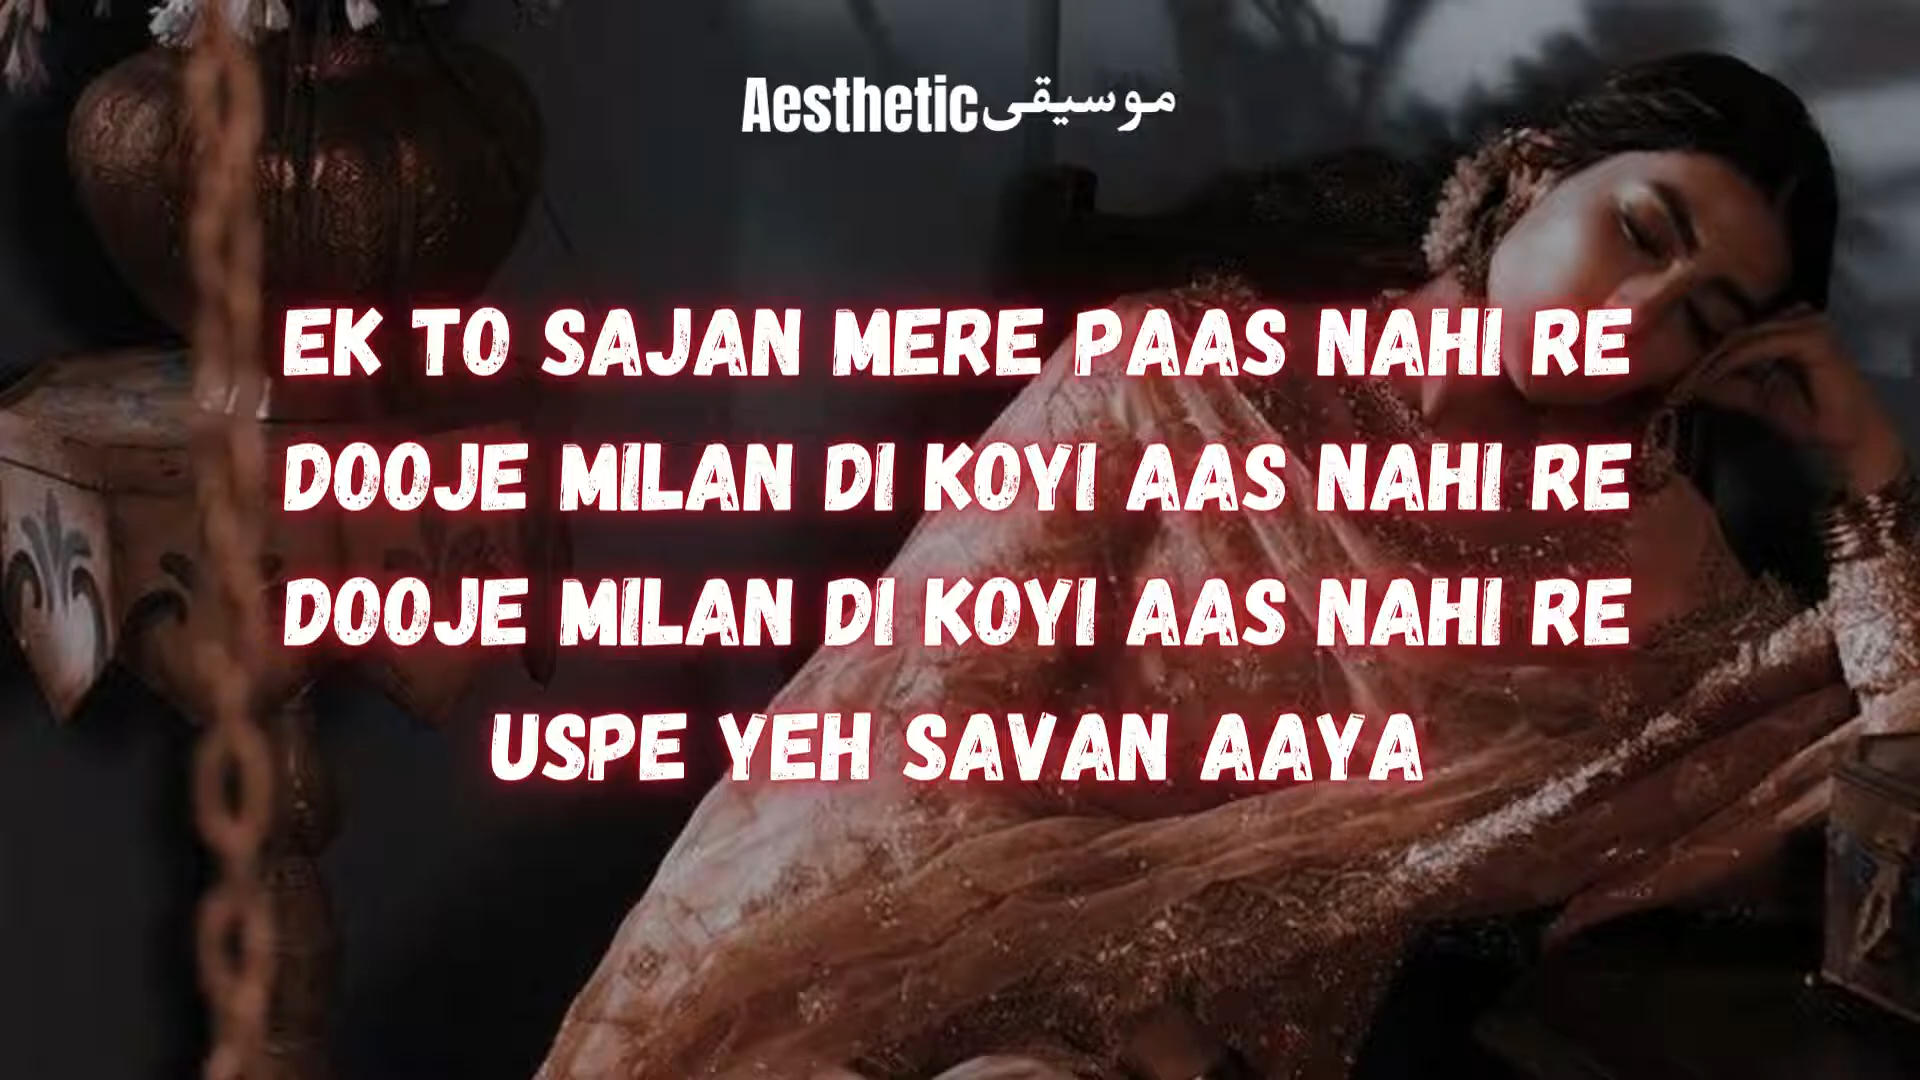 Aestheticموسیقی
EK TO SAJAN MERE PAAS NAHI RE
DOOJE MILAN DI KOYI AAS NAHI RE
DOOJE MILAN DI KOYI AAS NAHI RE
USPE YEH SAVAN AAYA